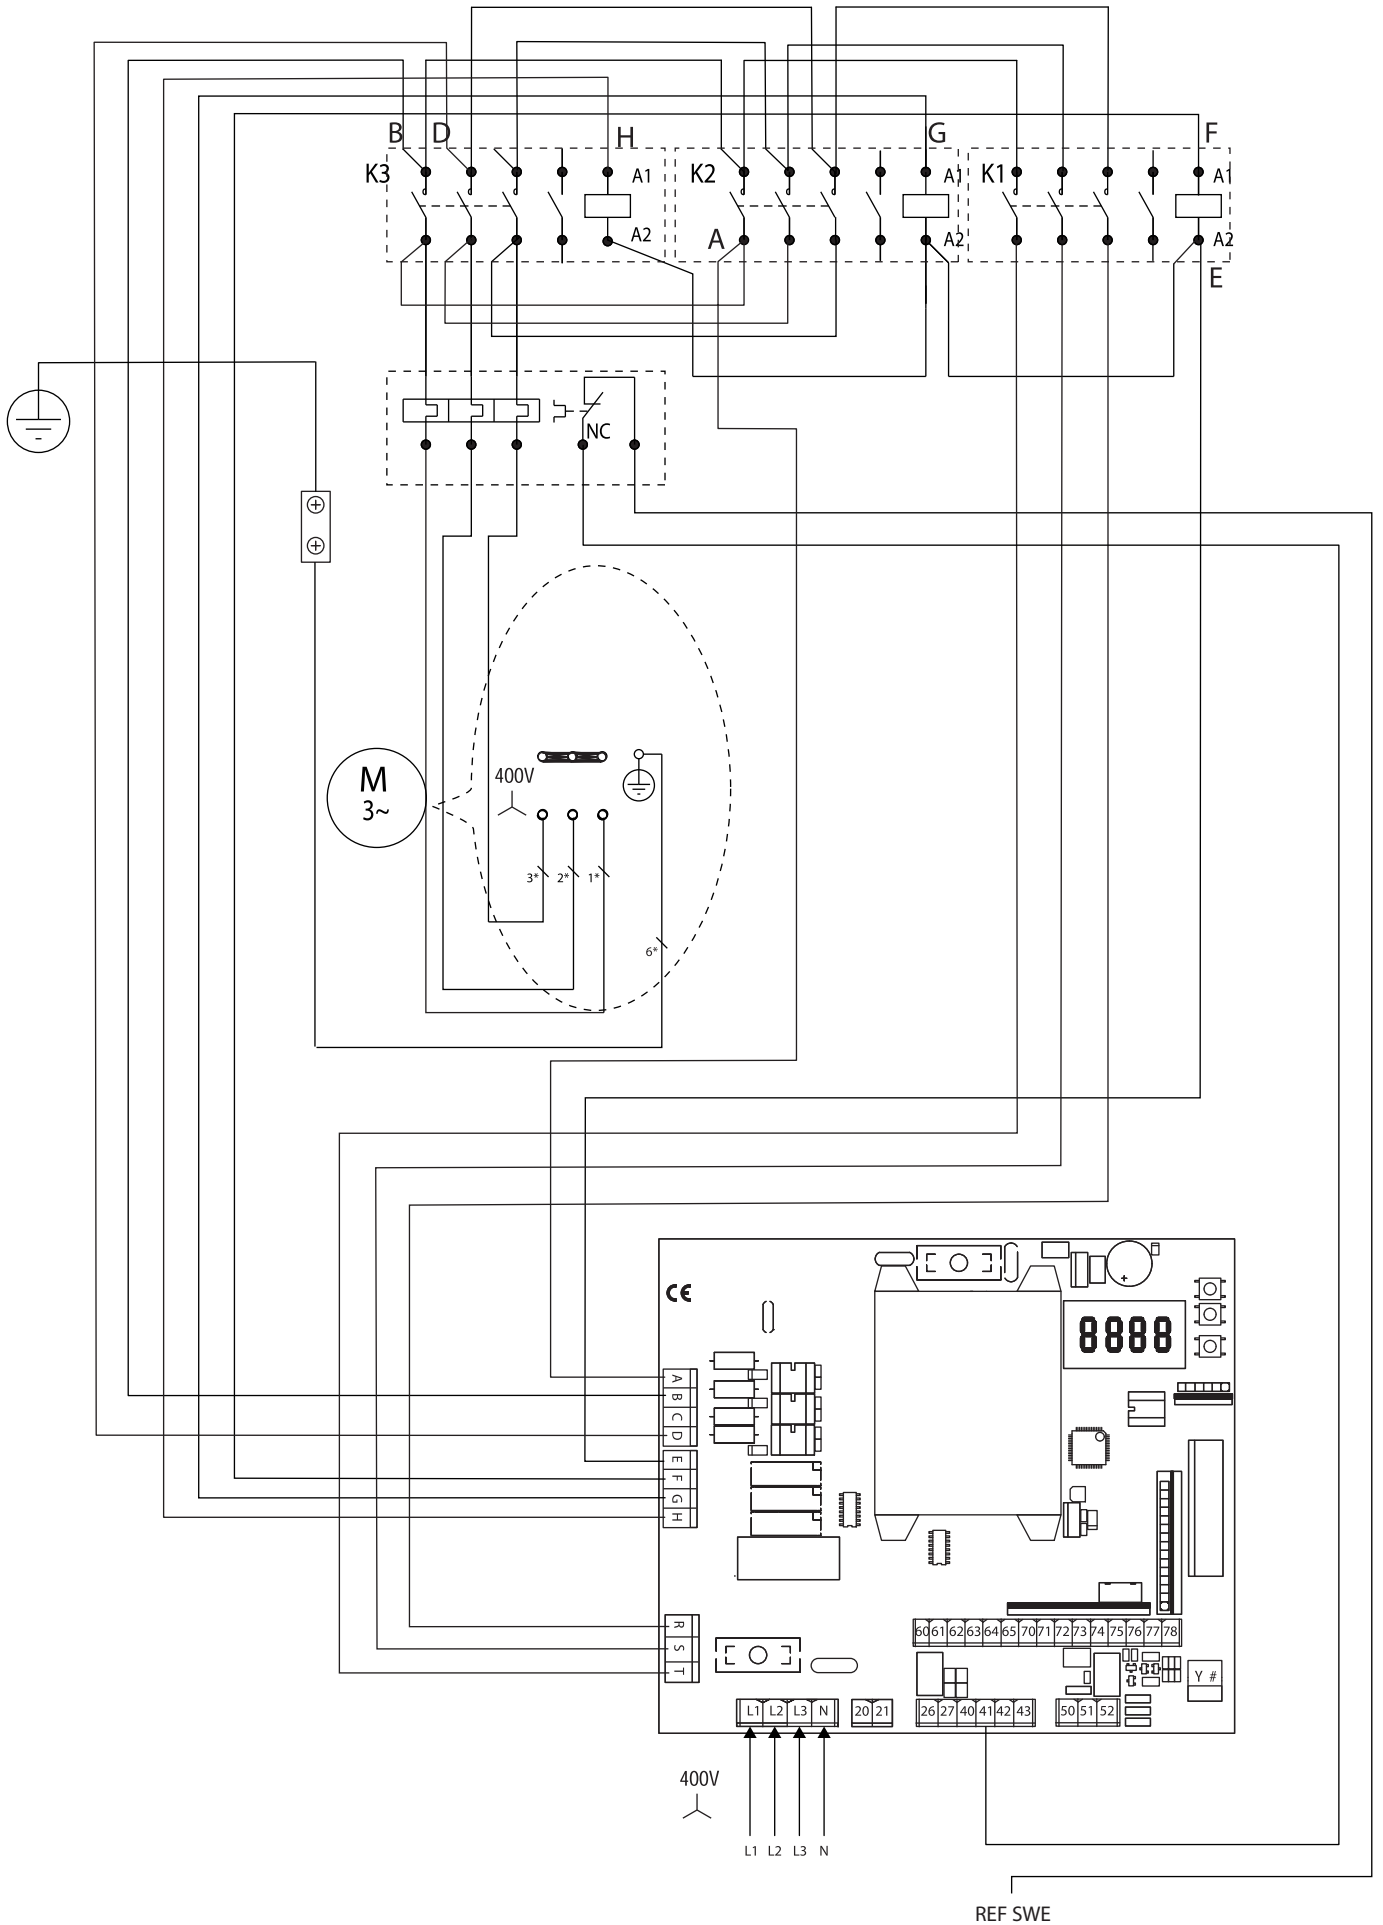 B D H G F
K3 A1 K2 A1 K1 A1
A2 A A2 A2
E
NC
400V
M
3~
3* 2* 1*
6*
CE
8888
A
B
C
D
E
F
G
H
R
S
T
60 61 62 63 64 65 70 71 72 73 74 75 76 77 78
Y #
L1 L2 L3 N 20 21 26 27 40 41 42 43 50 51 52
400V
L1 L2 L3 N
REF SWE